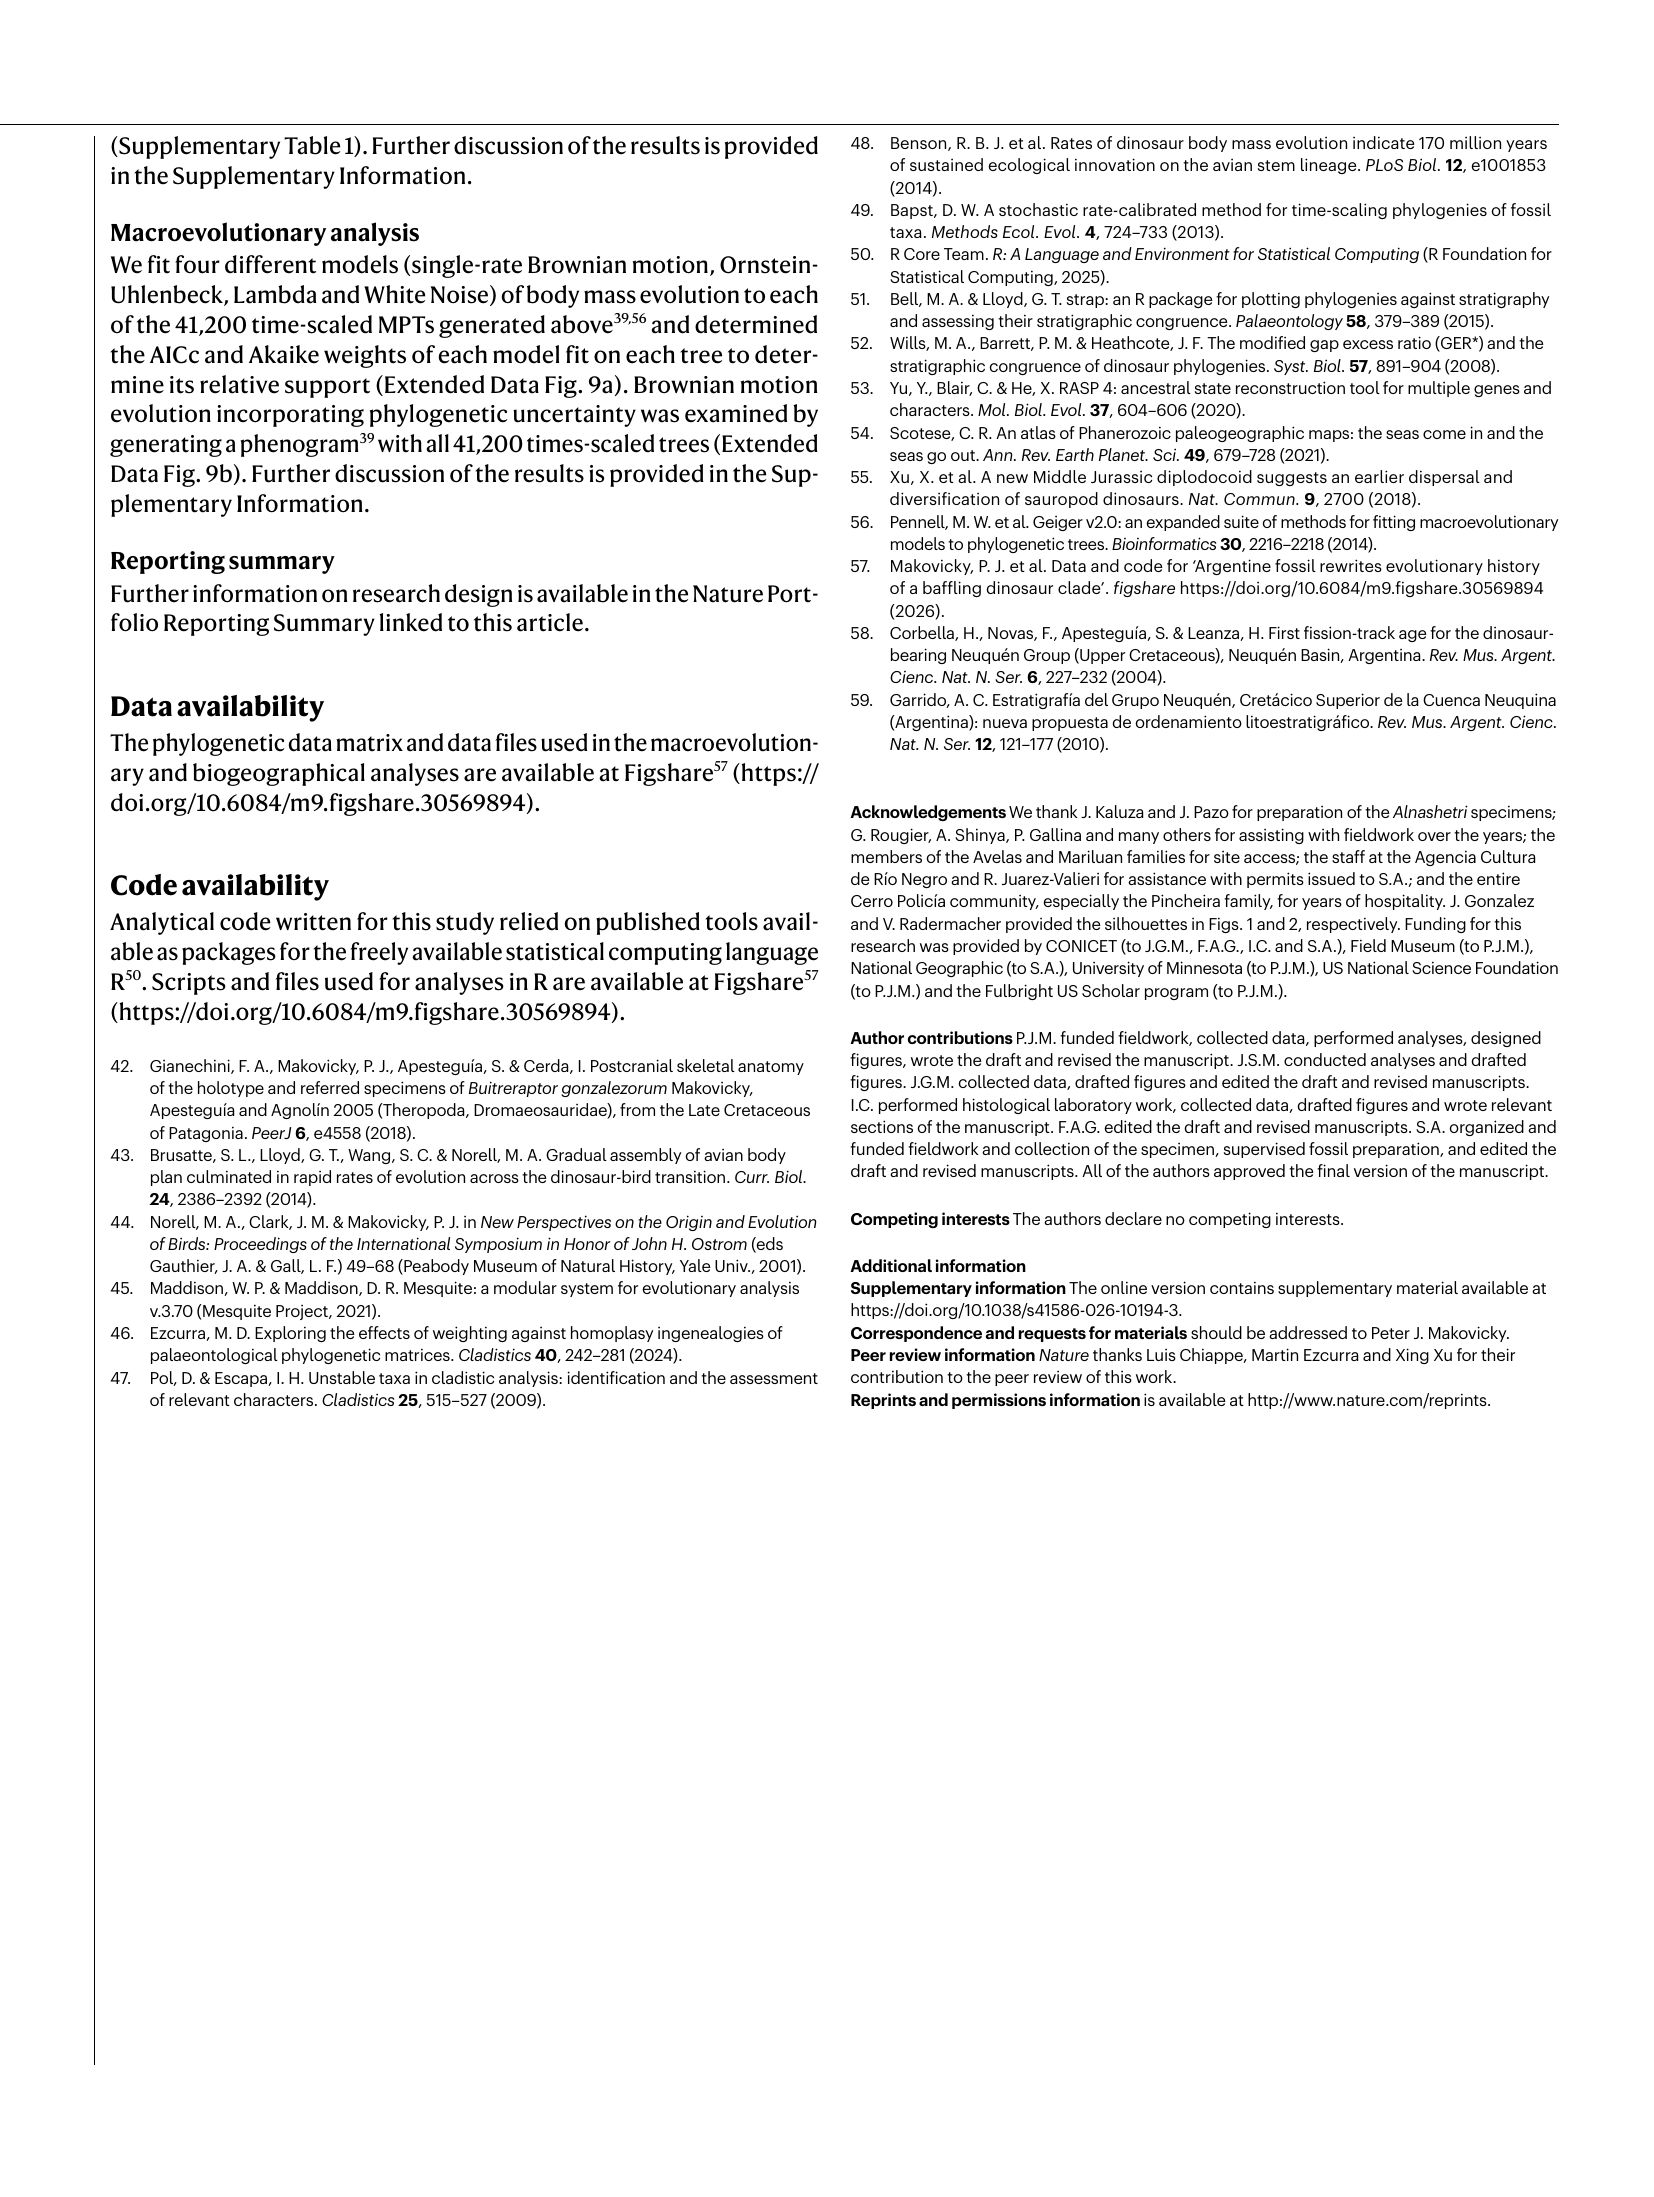 (Supplementary Table 1). Further discussion of the results is provided
in the Supplementary Information.
Macroevolutionary analysis
We fit four different models (single-rate Brownian motion, Ornstein-
Uhlenbeck, Lambda and White Noise) of body mass evolution to each
of the 41,200 time-scaled MPTs generated above39,56 and determined
the AICc and Akaike weights of each model fit on each tree to deter-
mine its relative support (Extended Data Fig. 9a). Brownian motion
evolution incorporating phylogenetic uncertainty was examined by
generating a phenogram39 with all 41,200 times-scaled trees (Extended
Data Fig. 9b). Further discussion of the results is provided in the Sup-
plementary Information.
Reporting summary
Further information on research design is available in the Nature Port-
folio Reporting Summary linked to this article.
Data availability
The phylogenetic data matrix and data files used in the macroevolution-
ary and biogeographical analyses are available at Figshare57 (https://
doi.org/10.6084/m9.figshare.30569894).
Code availability
Analytical code written for this study relied on published tools avail-
able as packages for the freely available statistical computing language
R50. Scripts and files used for analyses in R are available at Figshare57
(https://doi.org/10.6084/m9.figshare.30569894).
42. Gianechini, F. A., Makovicky, P. J., Apesteguía, S. & Cerda, I. Postcranial skeletal anatomy
of the holotype and referred specimens of Buitreraptor gonzalezorum Makovicky,
Apesteguía and Agnolín 2005 (Theropoda, Dromaeosauridae), from the Late Cretaceous
of Patagonia. PeerJ 6, e4558 (2018).
43. Brusatte, S. L., Lloyd, G. T., Wang, S. C. & Norell, M. A. Gradual assembly of avian body
plan culminated in rapid rates of evolution across the dinosaur-bird transition. Curr. Biol.
24, 2386–2392 (2014).
44. Norell, M. A., Clark, J. M. & Makovicky, P. J. in New Perspectives on the Origin and Evolution
of Birds: Proceedings of the International Symposium in Honor of John H. Ostrom (eds
Gauthier, J. A. & Gall, L. F.) 49–68 (Peabody Museum of Natural History, Yale Univ., 2001).
45. Maddison, W. P. & Maddison, D. R. Mesquite: a modular system for evolutionary analysis
v.3.70 (Mesquite Project, 2021).
46. Ezcurra, M. D. Exploring the effects of weighting against homoplasy ingenealogies of
palaeontological phylogenetic matrices. Cladistics 40, 242–281 (2024).
47. Pol, D. & Escapa, I. H. Unstable taxa in cladistic analysis: identification and the assessment
of relevant characters. Cladistics 25, 515–527 (2009).
48. Benson, R. B. J. et al. Rates of dinosaur body mass evolution indicate 170 million years
of sustained ecological innovation on the avian stem lineage. PLoS Biol. 12, e1001853
(2014).
49. Bapst, D. W. A stochastic rate-calibrated method for time-scaling phylogenies of fossil
taxa. Methods Ecol. Evol. 4, 724–733 (2013).
50. R Core Team. R: A Language and Environment for Statistical Computing (R Foundation for
Statistical Computing, 2025).
51. Bell, M. A. & Lloyd, G. T. strap: an R package for plotting phylogenies against stratigraphy
and assessing their stratigraphic congruence. Palaeontology 58, 379–389 (2015).
52. Wills, M. A., Barrett, P. M. & Heathcote, J. F. The modified gap excess ratio (GER*) and the
stratigraphic congruence of dinosaur phylogenies. Syst. Biol. 57, 891–904 (2008).
53. Yu, Y., Blair, C. & He, X. RASP 4: ancestral state reconstruction tool for multiple genes and
characters. Mol. Biol. Evol. 37, 604–606 (2020).
54. Scotese, C. R. An atlas of Phanerozoic paleogeographic maps: the seas come in and the
seas go out. Ann. Rev. Earth Planet. Sci. 49, 679–728 (2021).
55. Xu, X. et al. A new Middle Jurassic diplodocoid suggests an earlier dispersal and
diversification of sauropod dinosaurs. Nat. Commun. 9, 2700 (2018).
56. Pennell, M. W. et al. Geiger v2.0: an expanded suite of methods for fitting macroevolutionary
models to phylogenetic trees. Bioinformatics 30, 2216–2218 (2014).
57. Makovicky, P. J. et al. Data and code for ‘Argentine fossil rewrites evolutionary history
of a baffling dinosaur clade’. figshare https://doi.org/10.6084/m9.figshare.30569894
(2026).
58. Corbella, H., Novas, F., Apesteguía, S. & Leanza, H. First fission-track age for the dinosaur-
bearing Neuquén Group (Upper Cretaceous), Neuquén Basin, Argentina. Rev. Mus. Argent.
Cienc. Nat. N. Ser. 6, 227–232 (2004).
59. Garrido, A. C. Estratigrafía del Grupo Neuquén, Cretácico Superior de la Cuenca Neuquina
(Argentina): nueva propuesta de ordenamiento litoestratigráfico. Rev. Mus. Argent. Cienc.
Nat. N. Ser. 12, 121–177 (2010).
Acknowledgements We thank J. Kaluza and J. Pazo for preparation of the Alnashetri specimens;
G. Rougier, A. Shinya, P. Gallina and many others for assisting with fieldwork over the years; the
members of the Avelas and Mariluan families for site access; the staff at the Agencia Cultura
de Río Negro and R. Juarez-Valieri for assistance with permits issued to S.A.; and the entire
Cerro Policía community, especially the Pincheira family, for years of hospitality. J. Gonzalez
and V. Radermacher provided the silhouettes in Figs. 1 and 2, respectively. Funding for this
research was provided by CONICET (to J.G.M., F.A.G., I.C. and S.A.), Field Museum (to P.J.M.),
National Geographic (to S.A.), University of Minnesota (to P.J.M.), US National Science Foundation
(to P.J.M.) and the Fulbright US Scholar program (to P.J.M.).
Author contributions P.J.M. funded fieldwork, collected data, performed analyses, designed
figures, wrote the draft and revised the manuscript. J.S.M. conducted analyses and drafted
figures. J.G.M. collected data, drafted figures and edited the draft and revised manuscripts.
I.C. performed histological laboratory work, collected data, drafted figures and wrote relevant
sections of the manuscript. F.A.G. edited the draft and revised manuscripts. S.A. organized and
funded fieldwork and collection of the specimen, supervised fossil preparation, and edited the
draft and revised manuscripts. All of the authors approved the final version of the manuscript.
Competing interests The authors declare no competing interests.
Additional information
Supplementary information The online version contains supplementary material available at
https://doi.org/10.1038/s41586-026-10194-3.
Correspondence and requests for materials should be addressed to Peter J. Makovicky.
Peer review information Nature thanks Luis Chiappe, Martin Ezcurra and Xing Xu for their
contribution to the peer review of this work.
Reprints and permissions information is available at http://www.nature.com/reprints.